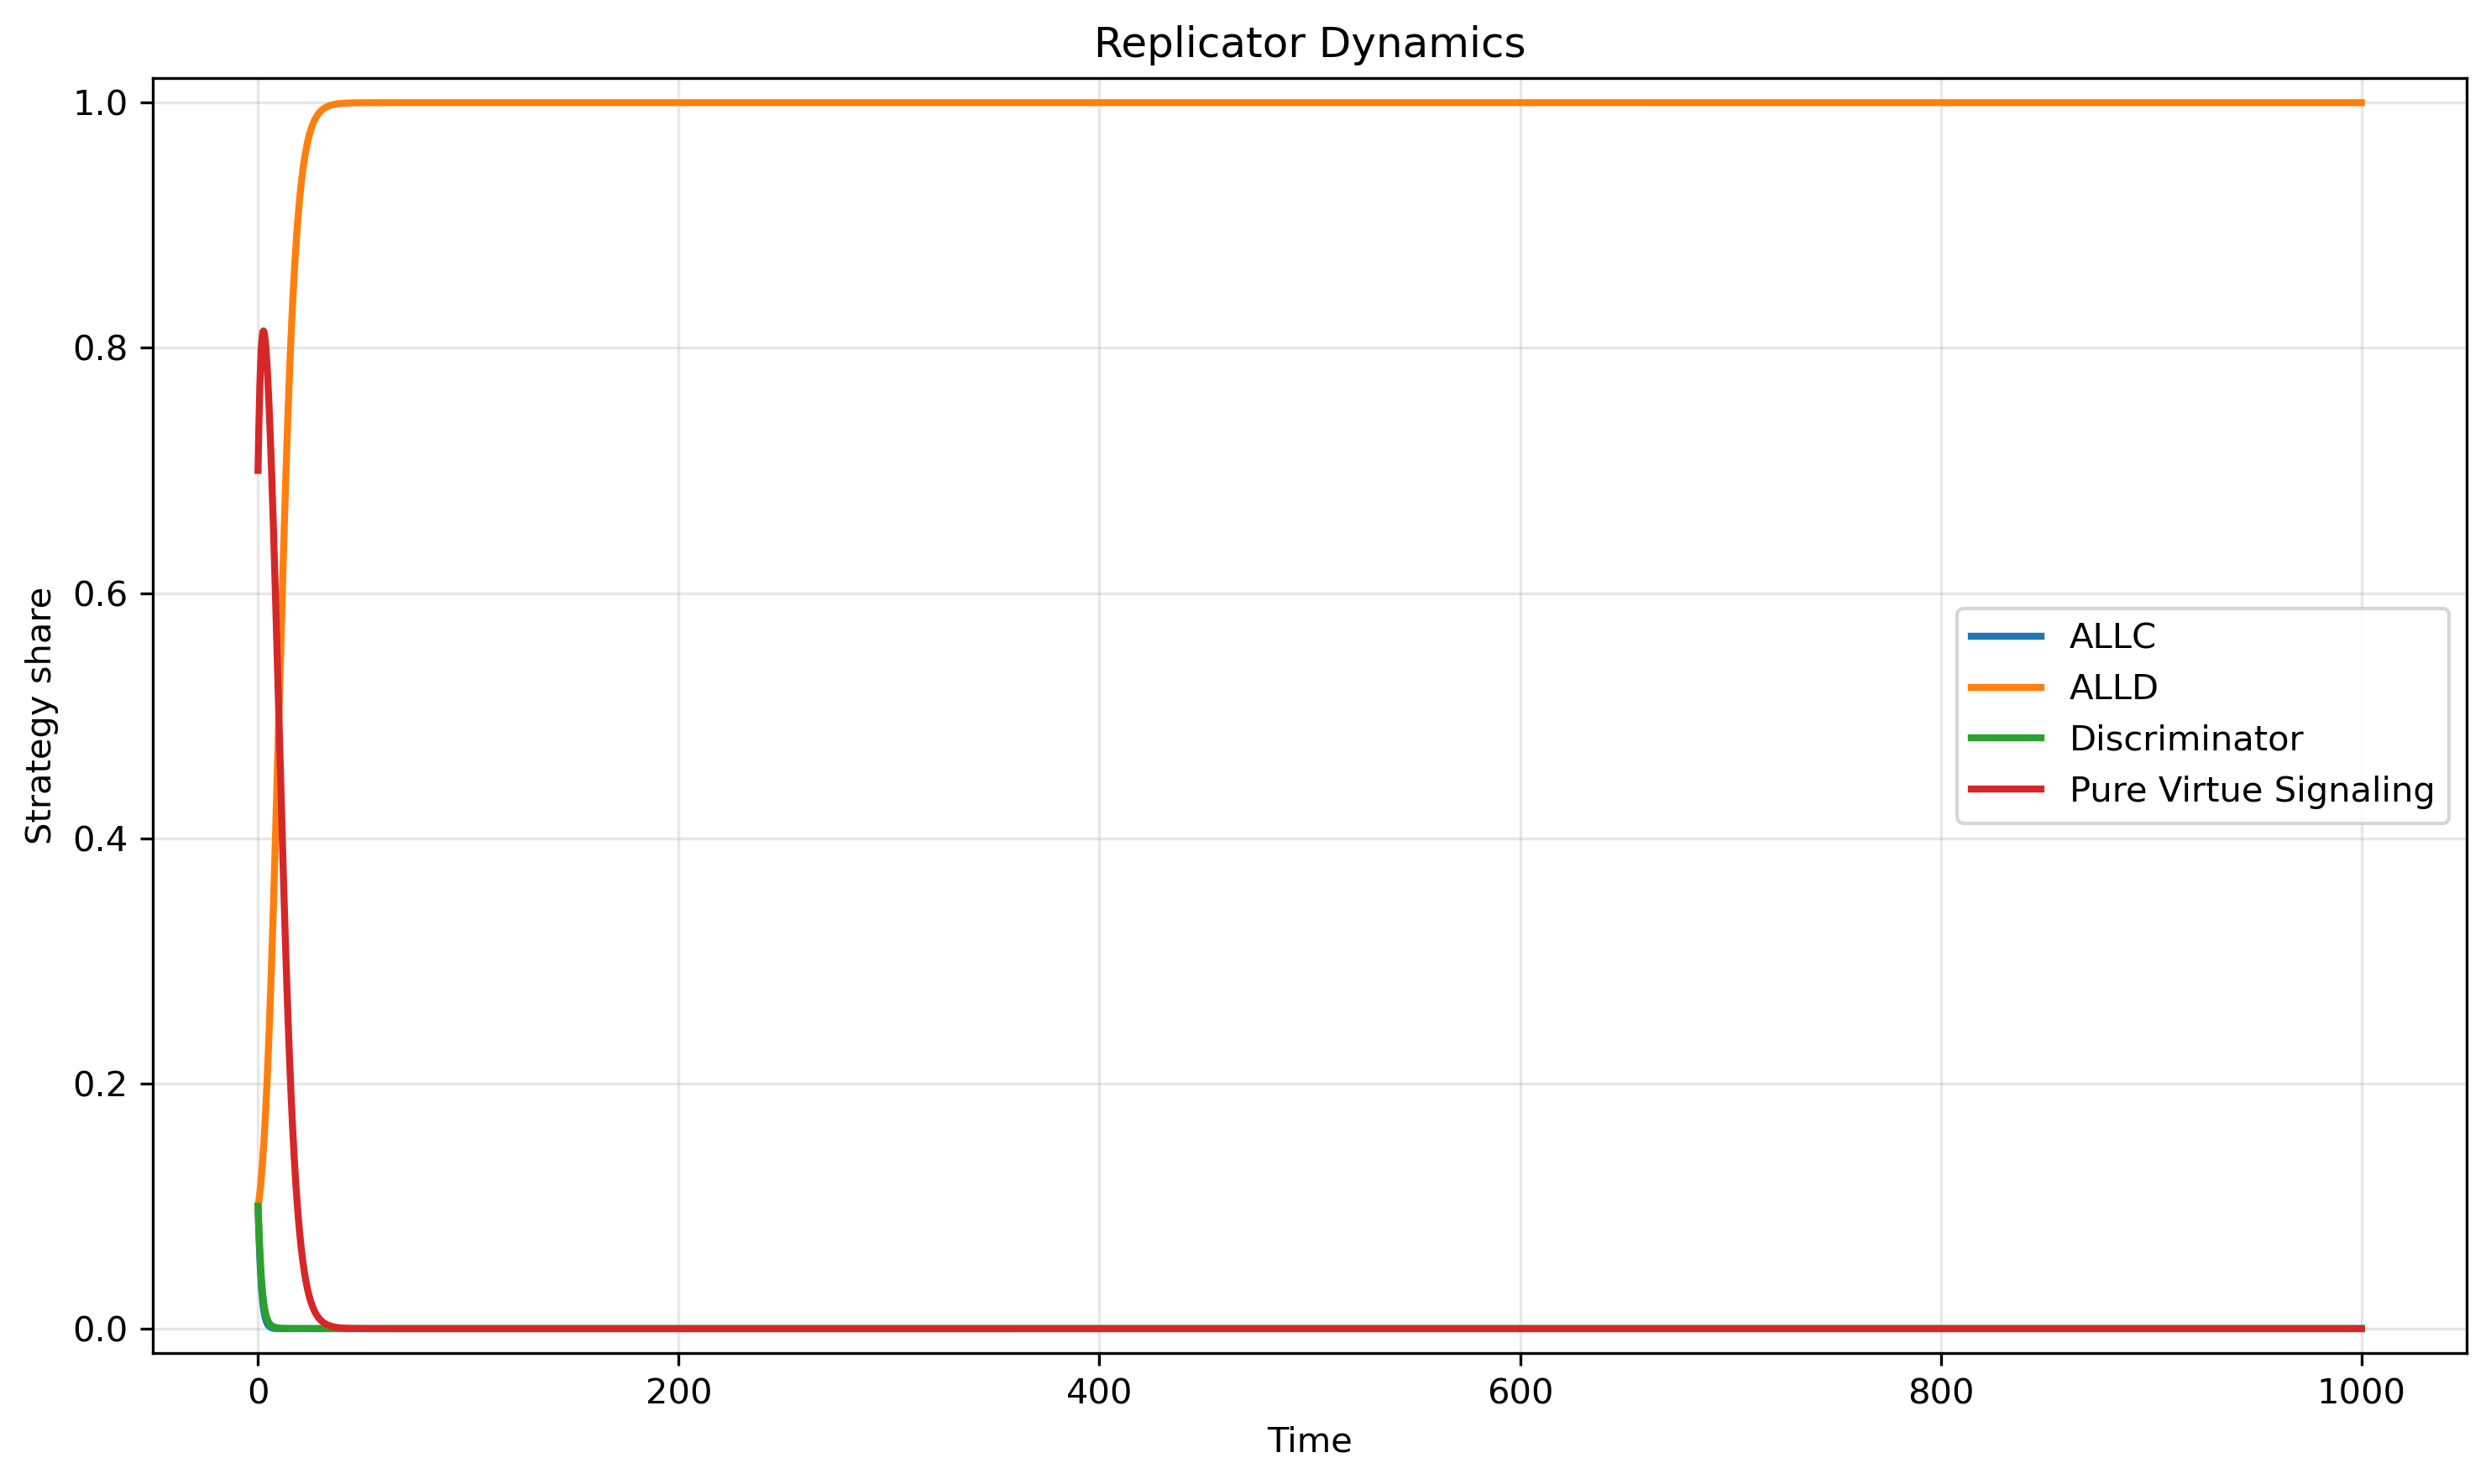 Replicator Dynamics
1.0
0.8
0.6
0.4
0.2
0.0
Strategy share
ALLC
ALLD
Discriminator
Pure Virtue Signaling
0 200 400 600 800 1000
Time